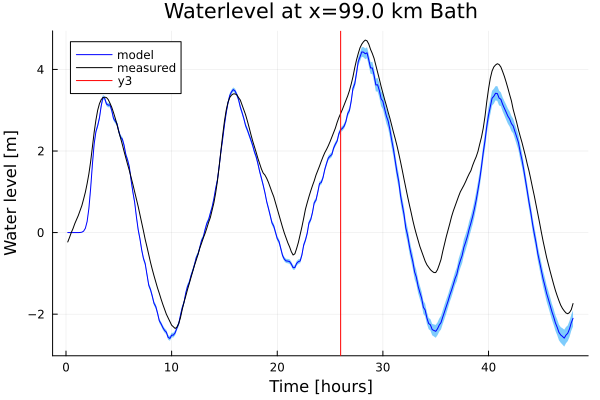 Waterlevel at x=99.0 km Bath
model
measured
y3
Water level [m]
4
2
0
−2
0
10
20
30
40
Time [hours]